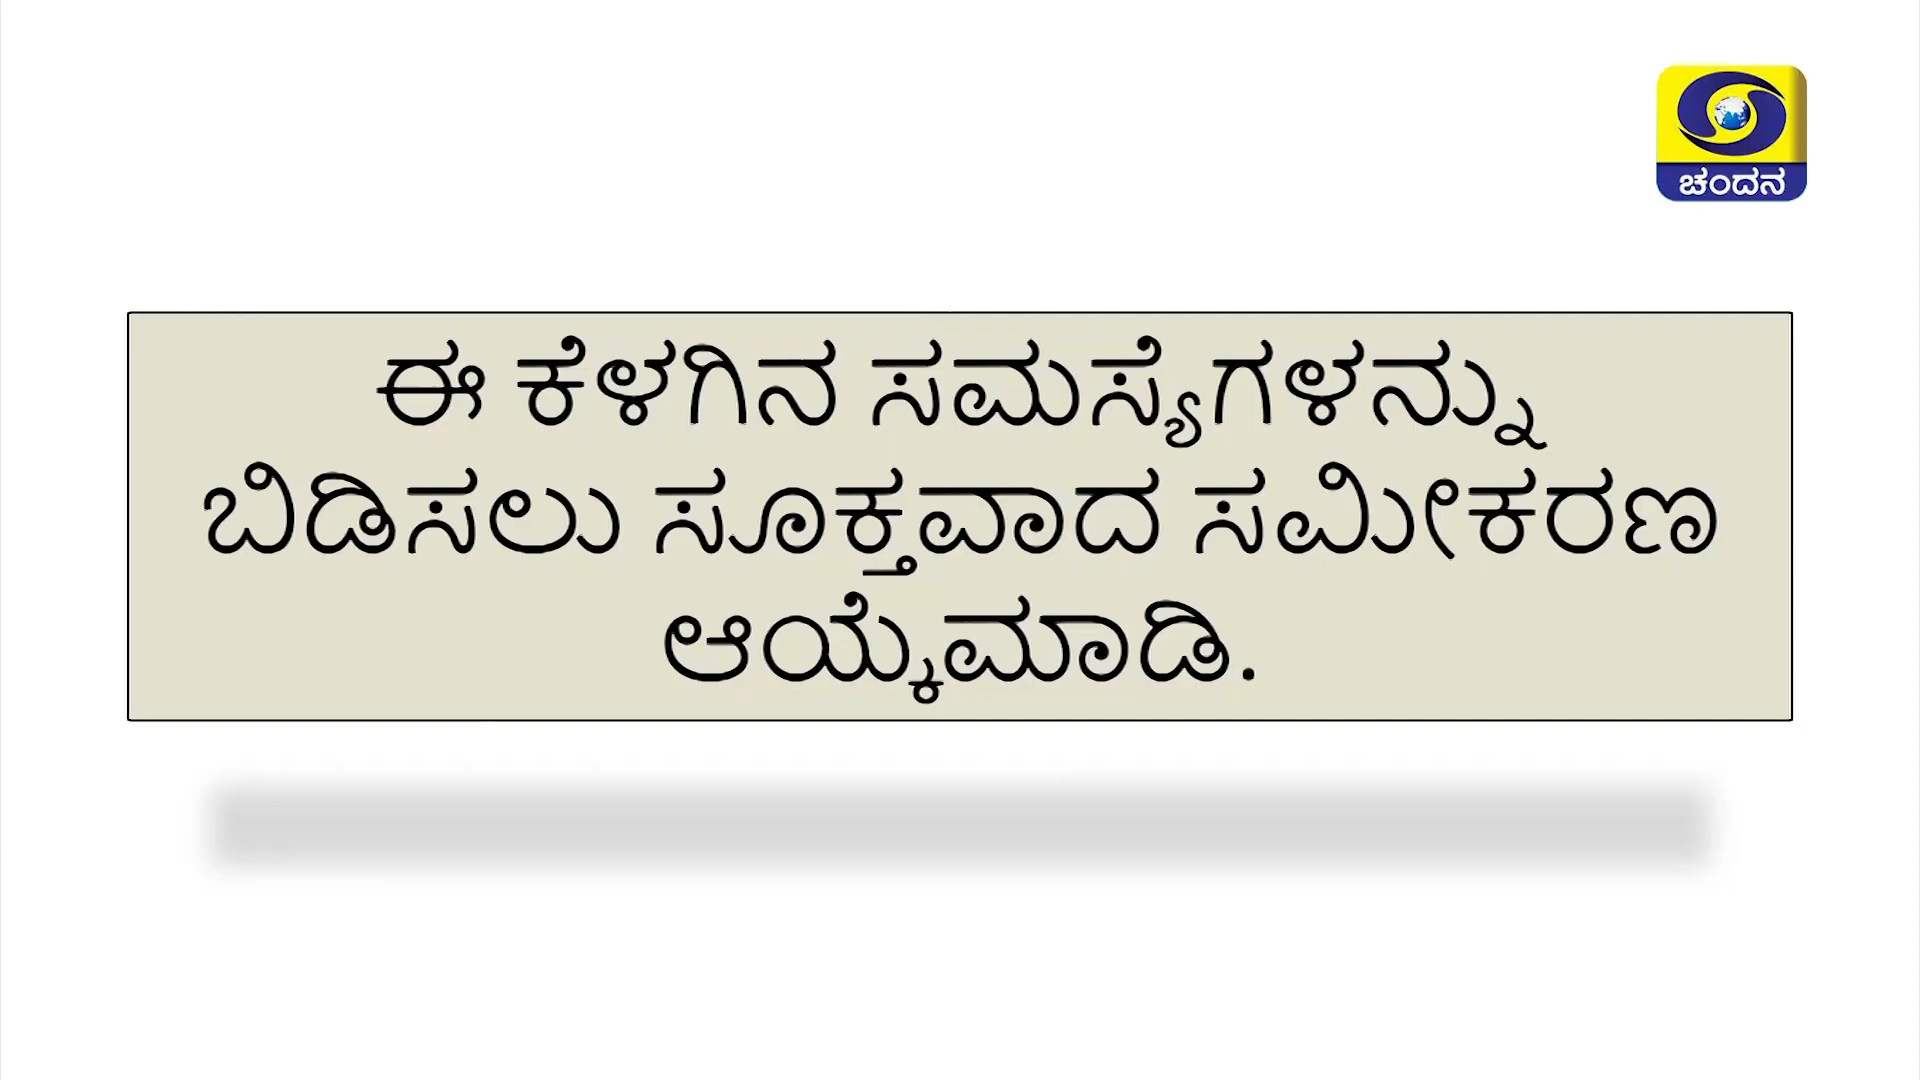 ಚಂದನ
ಈ ಕೆಳಗಿನ ಸಮಸ್ಯೆಗಳನ್ನು
ಬಿಡಿಸಲು ಸೂಕ್ತವಾದ ಸಮೀಕರಣ
ಆಯ್ಕೆಮಾಡಿ.